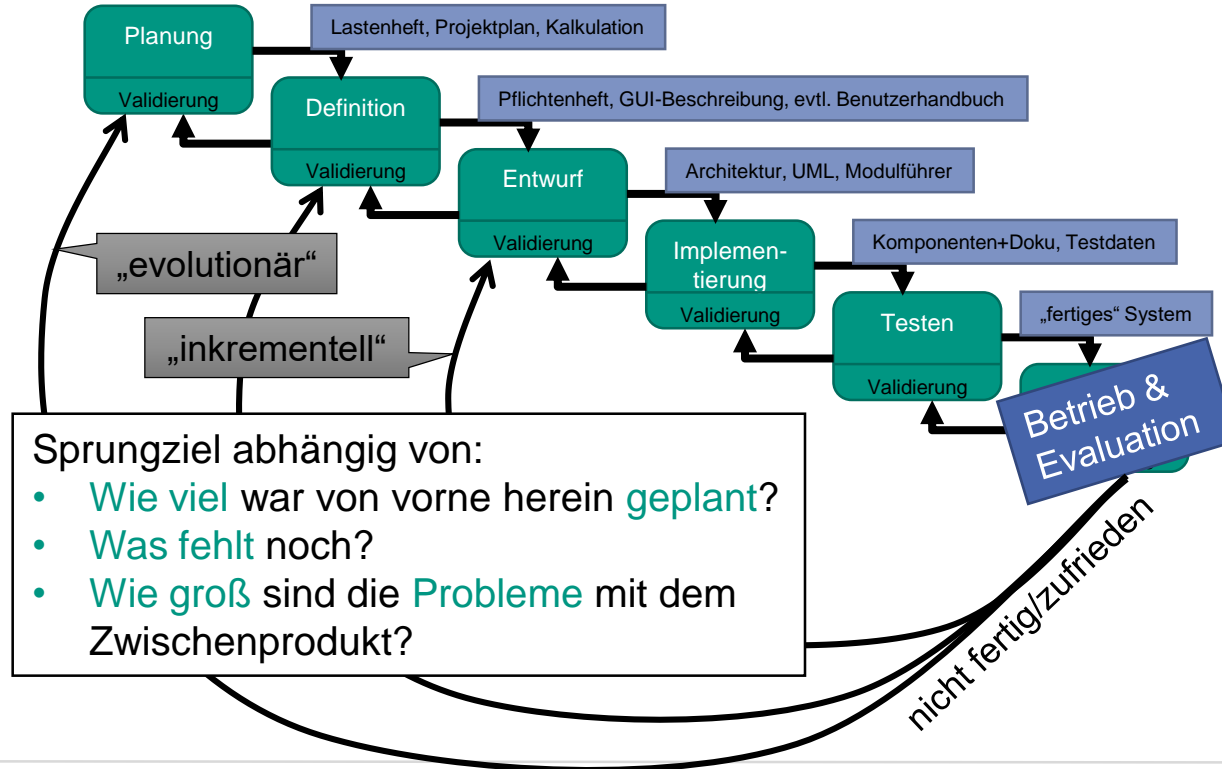 Planung
Validierung
Lastenheft, Projektplan, Kalkulation
Definition
Validierung
Pflichtenheft, GUI-Beschreibung, evtl. Benutzerhandbuch
Entwurf
Validierung
Architektur, UML, Modulführer
Implemen-
tierung
Validierung
Komponenten+Doku, Testdaten
Testen
Validierung
„fertiges“ System
Betrieb &
Evaluation
„evolutionär“
„inkrementell“
Sprungziel abhängig von:
• Wie viel war von vorne herein geplant?
• Was fehlt noch?
• Wie groß sind die Probleme mit dem
Zwischenprodukt?
nicht fertig/zufrieden